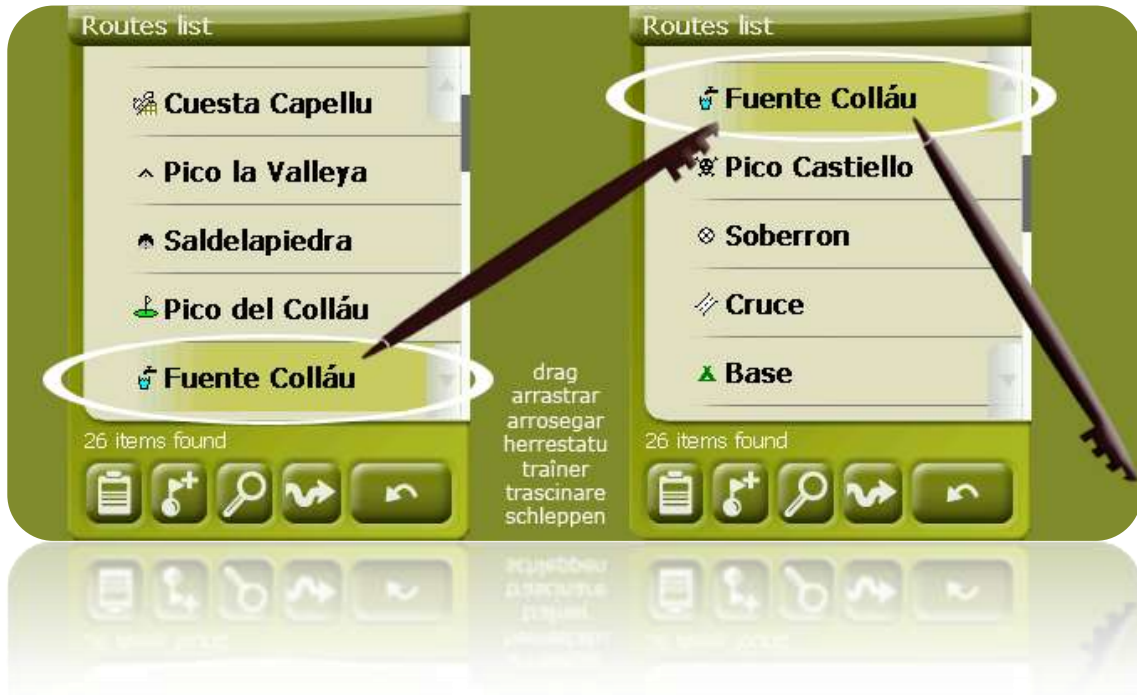 Routes list
Cuesta Capellu
Pico la Valleya
Saldelapiedra
Pico del Colláu
Fuente Colláu
26 items found
drag
arrastrar
arrosegar
herrestatu
traîner
trascinare
schleppen
Routes list
Fuente Colláu
Pico Castiello
Soberron
Cruce
Base
26 items found